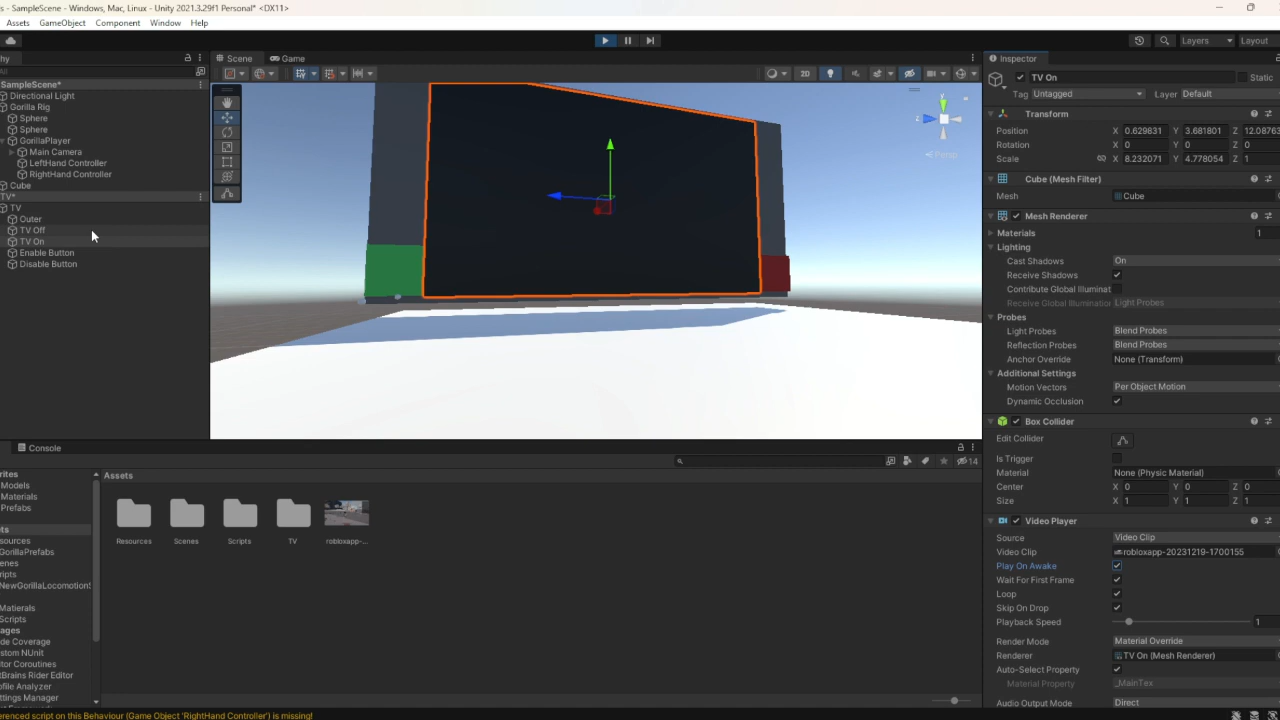 s - SampleScene - Windows, Mac, Linux - Unity 2021.3.29f1 Personal* <DX11>
Assets GameObject Component Window Help
Layers Layout
hy Scene Game Inspector
All
SampleScene*
Directional Light
Gorilla Rig
Sphere
Sphere
GorillaPlayer
Main Camera
LeftHand Controller
RightHand Controller
Cube
TV*
TV
Outer
TV Off
TV On
Enable Button
Disable Button
2D
y
z
Persp
TV On Static
Tag Untagged Layer Default
Transform
Position X 0.629831 Y 3.681801 Z 12.08763
Rotation X 0 Y 0 Z 0
Scale X 8.232071 Y 4.778054 Z 1
Cube (Mesh Filter)
Mesh Cube
Mesh Renderer
Materials 1
Lighting
Cast Shadows On
Receive Shadows
Contribute Global Illuminat
Receive Global Illumination Light Probes
Probes
Light Probes Blend Probes
Reflection Probes Blend Probes
Anchor Override None (Transform)
Additional Settings
Motion Vectors Per Object Motion
Dynamic Occlusion
Box Collider
Edit Collider
Is Trigger
Material None (Physic Material)
Center X 0 Y 0 Z 0
Size X 1 Y 1 Z 1
Video Player
Source Video Clip
Video Clip robloxapp-20231219-1700155
Play On Awake
Wait For First Frame
Loop
Skip On Drop
Playback Speed 1
Render Mode Material Override
Renderer TV On (Mesh Renderer)
Auto-Select Property
Material Property _MainTex
Audio Output Mode Direct
Console
14
rites
Models
Materials
Prefabs
ets
sources
GorillaPrefabs
enes
ripts
NewGorillaLocomotion
Matierals
Scripts
ages
de Coverage
stom NUnit
itor Coroutines
tBrains Rider Editor
ofile Analyzer
ttings Manager
Assets
Resources Scenes Scripts TV robloxapp-...
erenced script on this Behaviour (Game Object 'RightHand Controller') is missing!